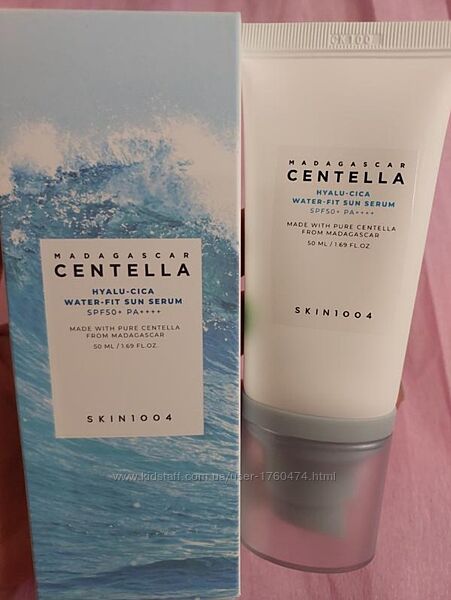 MADAGASCAR
CENTELLA
HYALU-CICA
WATER-FIT SUN SERUM
SPF50+ PA++++
MADE WITH PURE CENTELLA
FROM MADAGASCAR
50 ML / 1.69 FL.OZ.
SKIN1004
MADAGASCAR
CENTELLA
HYALU-CICA
WATER-FIT SUN SERUM
SPF50+ PA++++
MADE WITH PURE CENTELLA
FROM MADAGASCAR
50 ML / 1.69 FL.OZ.
SKIN1004
www.kidstaff.com.ua/user-1760474.html